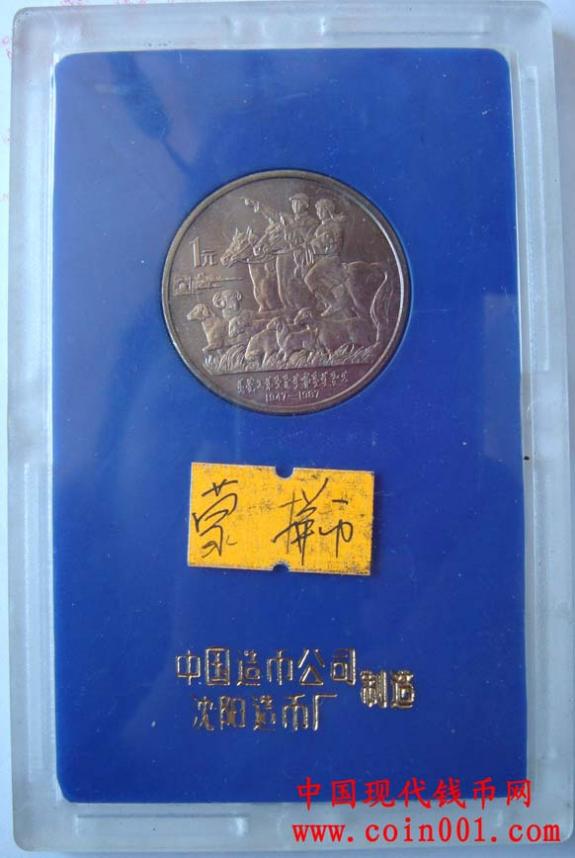 1元
1947—1987
蒙 拼币
中国造币公司
沈阳造币厂
制造
中国现代钱币网
www.coin001.com